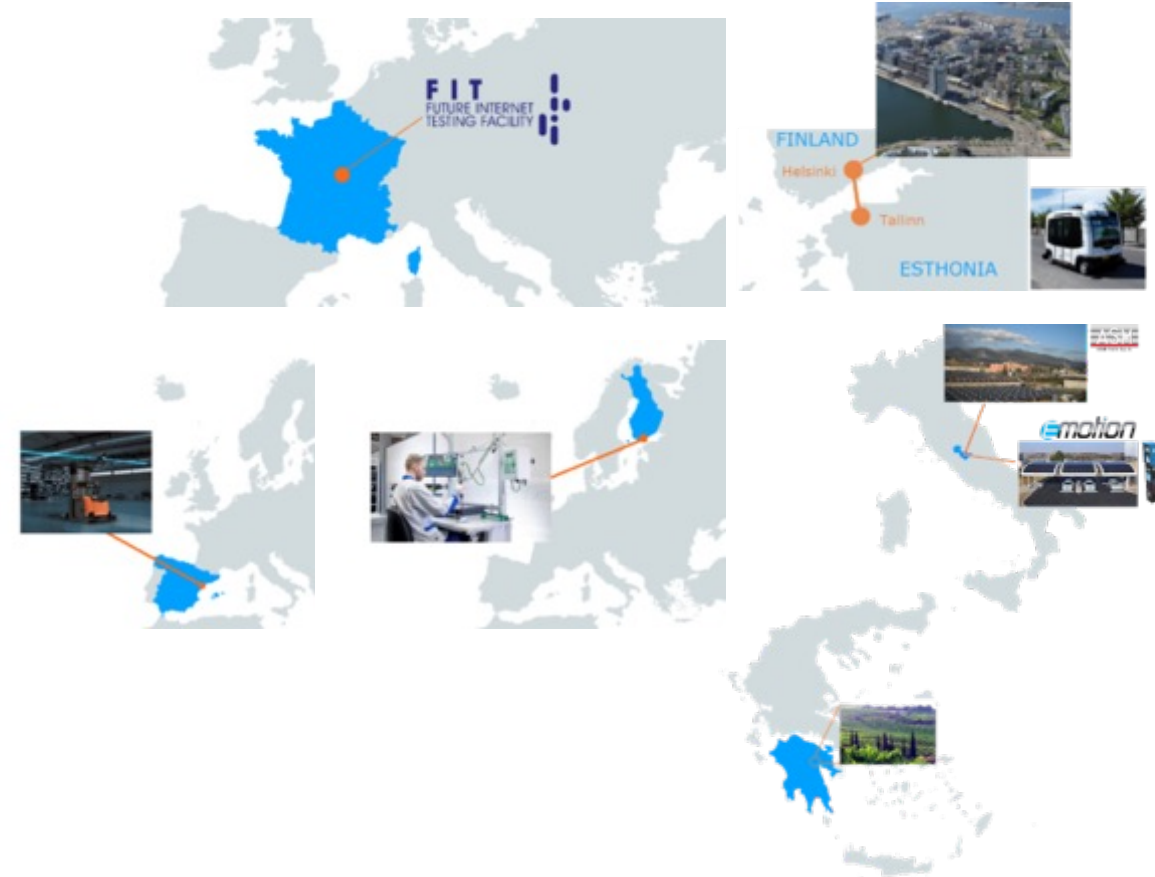 FIT
FUTURE INTERNET
TESTING FACILITY
FINLAND
Helsinki
Tallinn
ESTHONIA
emotion